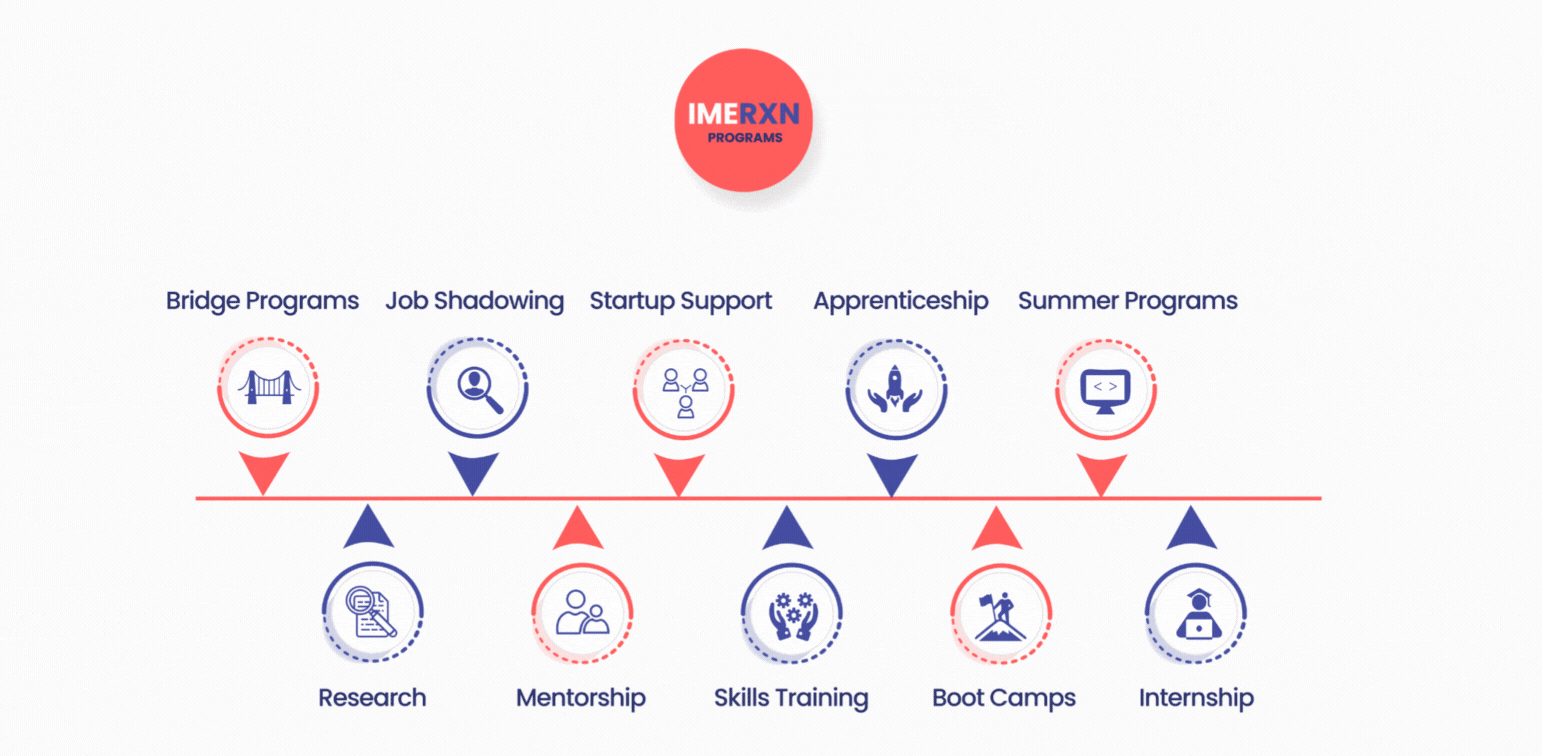 IMERXN
PROGRAMS
Bridge Programs
Job Shadowing
Startup Support
Apprenticeship
Summer Programs
< >
Research
Mentorship
Skills Training
Boot Camps
Internship